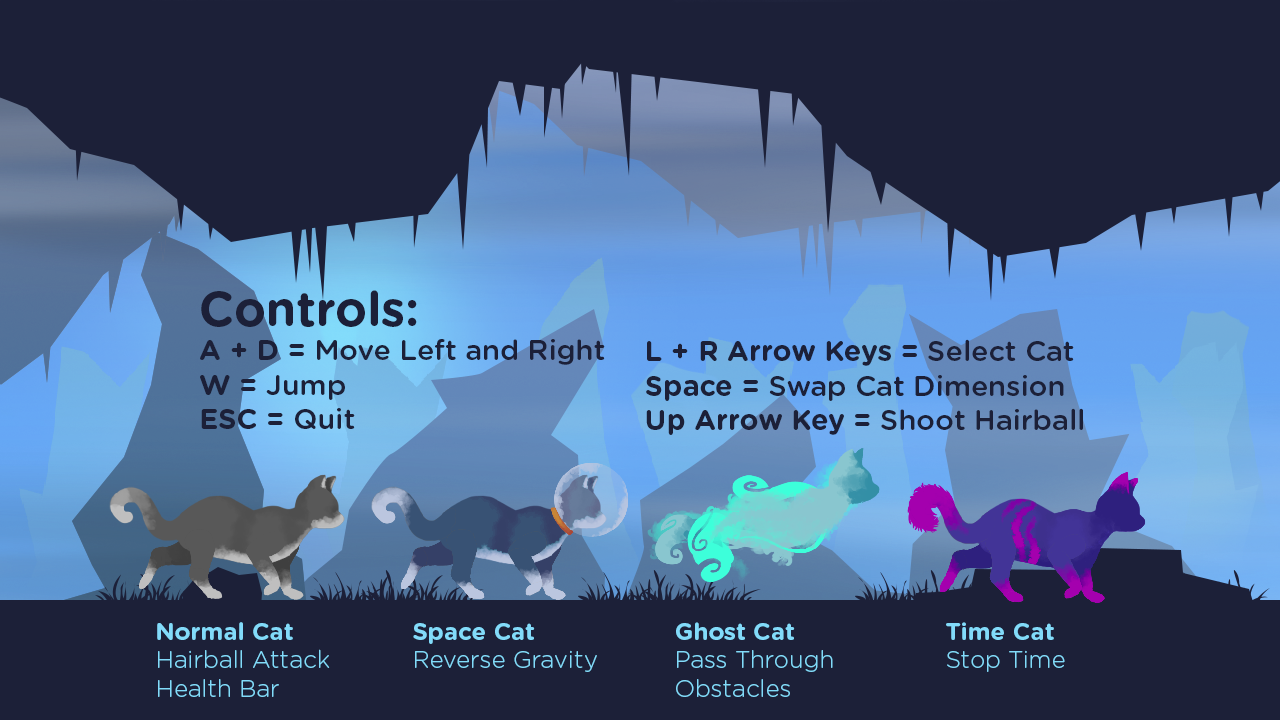 Controls:
A + D = Move Left and Right
W = Jump
ESC = Quit
L + R Arrow Keys = Select Cat
Space = Swap Cat Dimension
Up Arrow Key = Shoot Hairball
Normal Cat
Hairball Attack
Health Bar
Space Cat
Reverse Gravity
Ghost Cat
Pass Through
Obstacles
Time Cat
Stop Time